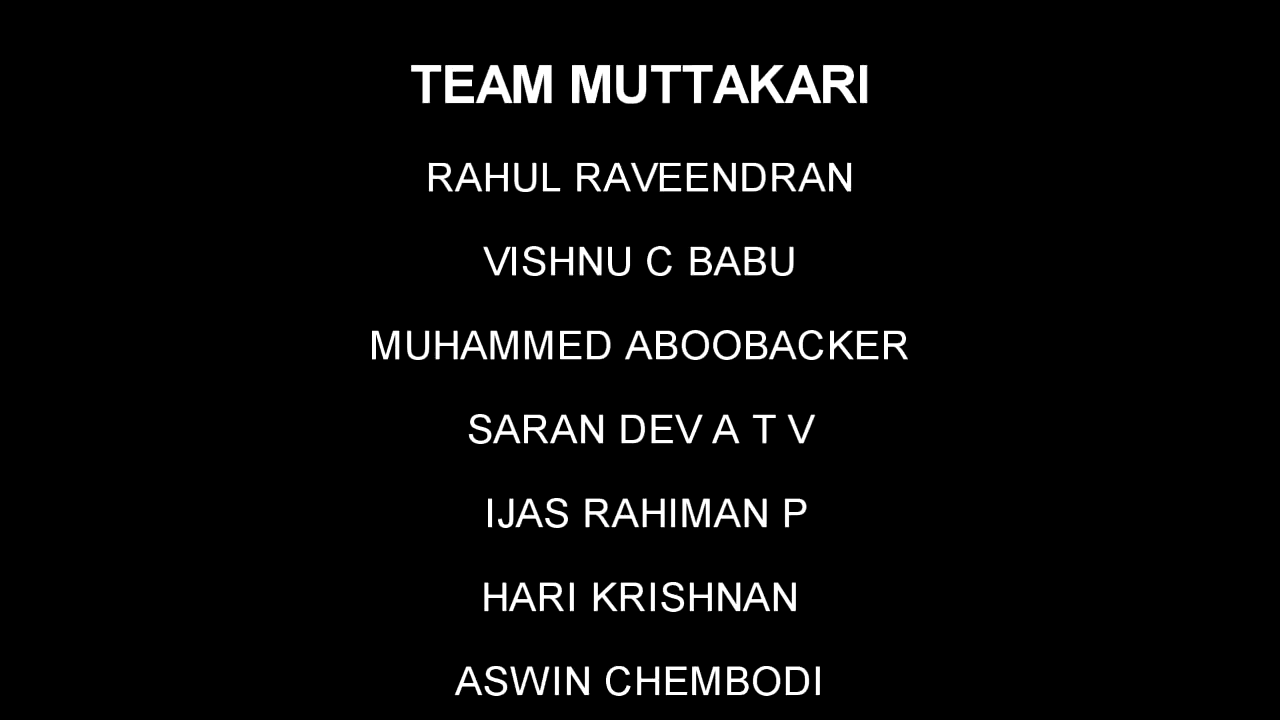 TEAM MUTTAKARI
RAHUL RAVEENDRAN
VISHNU C BABU
MUHAMMED ABOOBACKER
SARAN DEV A T V
IJAS RAHIMAN P
HARI KRISHNAN
ASWIN CHEMBODI